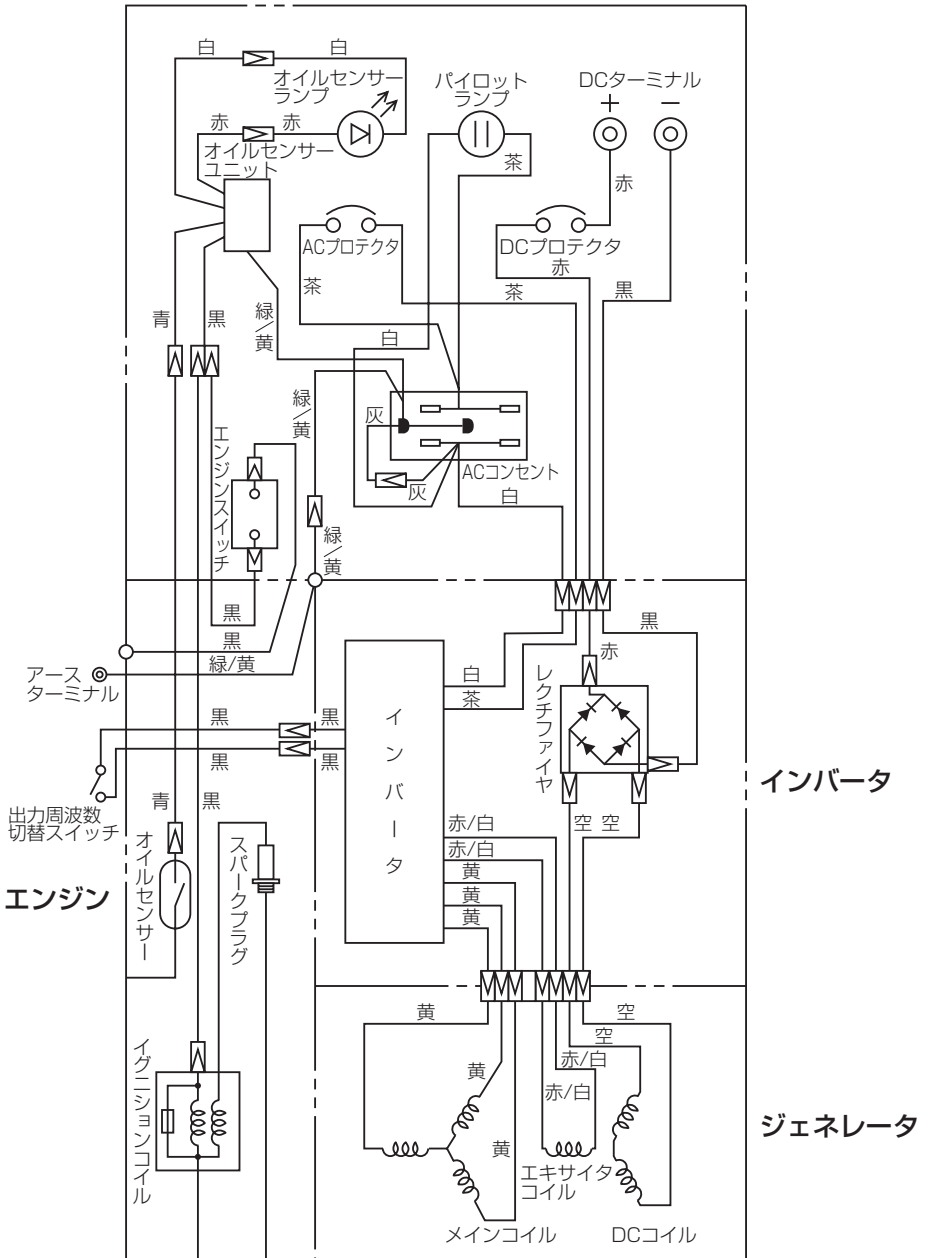 白
白
オイルセンサー
ランプ
パイロット
ランプ
DCターミナル
+
−
赤
赤
オイルセンサー
ユニット
茶
赤
ACプロテクタ
DCプロテクタ
赤
茶
茶
黒
緑/黄
青
黒
白
緑/黄
灰
ACコンセント
灰
白
エンジンスイッチ
緑/黄
黒
黒
黒
緑/黄
アース
ターミナル
白
茶
赤
レクチファイヤ
黒
黒
黒
黒
インバータ
インバータ
青
黒
出力周波数
切替スイッチ
赤/白
赤/白
黄
黄
黄
空
空
オイルセンサー
スパークプラグ
エンジン
黄
空
空
赤/白
黄
赤/白
黄
イグニションコイル
ジェネレータ
エキサイタ
コイル
メインコイル
DCコイル